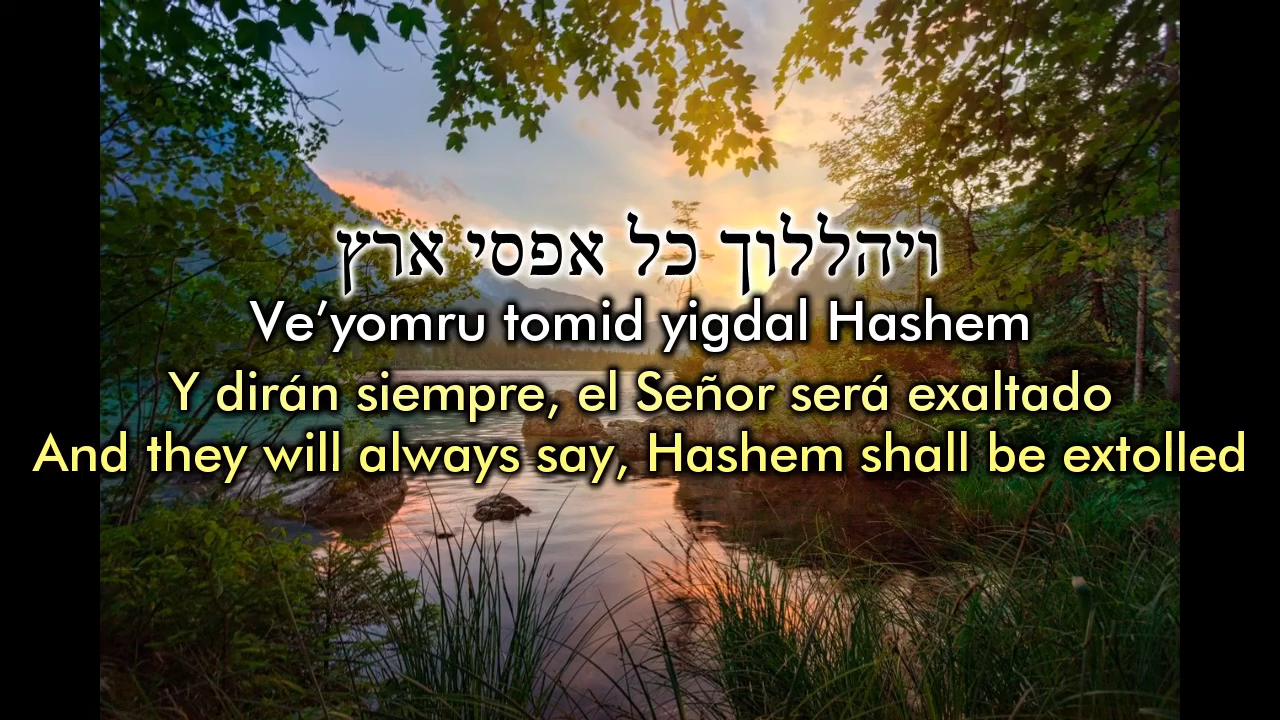 ויהללוך כל אפסי ארץ
Ve’yomru tomid yigdal Hashem
Y dirán siempre, el Señor será exaltado
And they will always say, Hashem shall be extolled